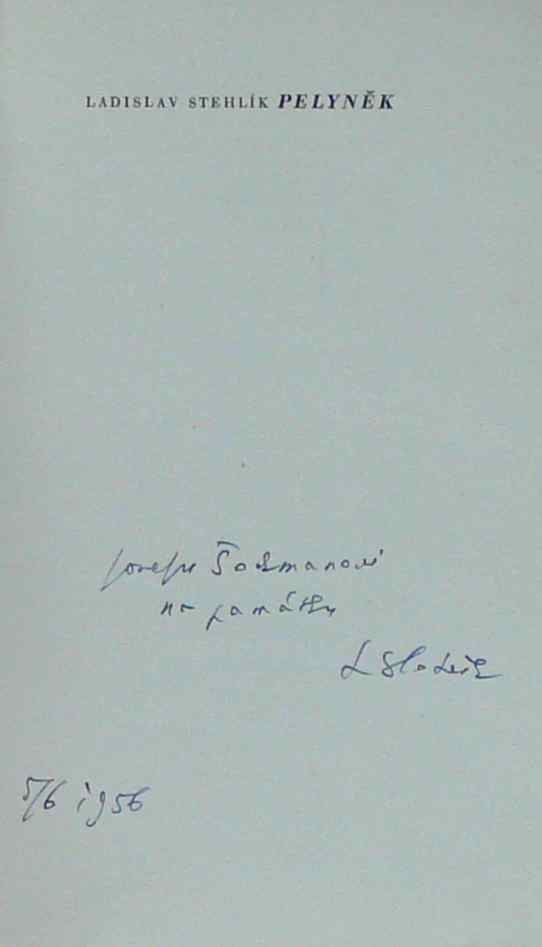 LADISLAV STEHLÍK PELYNĚK
Josefu
na památku
L
5/6 1956